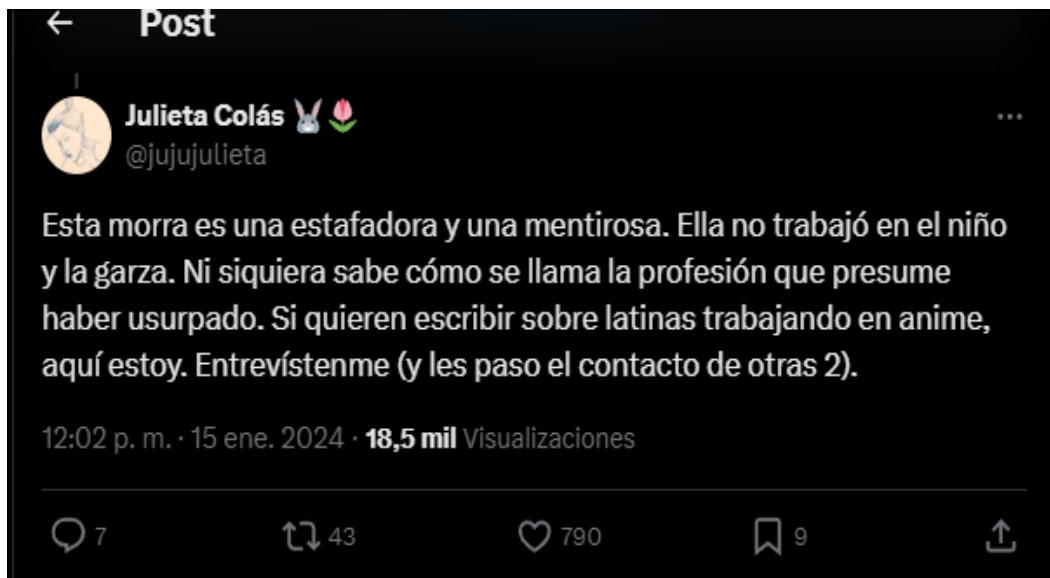 Post
Julieta Colás 🐰🌷
@jujujulieta
Esta morra es una estafadora y una mentirosa. Ella no trabajó en el niño
y la garza. Ni siquiera sabe cómo se llama la profesión que presume
haber usurpado. Si quieren escribir sobre latinas trabajando en anime,
aquí estoy. Entrevístenme (y les paso el contacto de otras 2).
12:02 p. m. · 15 ene. 2024 · 18,5 mil Visualizaciones
7 43 790 9